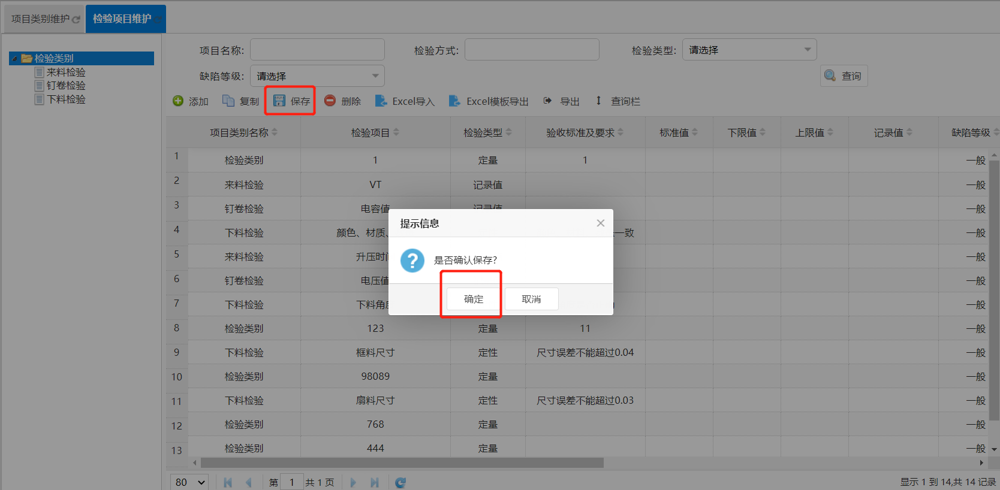 项目类别维护 检验项目维护
检验类别
来料检验
钉卷检验
下料检验
项目名称: 检验方式: 检验类型: 请选择
缺陷等级: 请选择 查询
添加 复制 保存 删除 Excel导入 Excel模板导出 导出 查询栏
项目类别名称 检验项目 检验类型 验收标准及要求 标准值 下限值 上限值 记录值 缺陷等级
1 检验类别 1 定量 1 一般
2 来料检验 VT 记录值 一般
3 钉卷检验 电容值 记录值 一般
4 下料检验 颜色、材质、 一致 一般
5 来料检验 升压时间 一般
6 钉卷检验 电压值 一般
7 下料检验 下料角度 一般
8 检验类别 123 定量 11 一般
9 下料检验 框料尺寸 定性 尺寸误差不能超过0.04 一般
10 检验类别 98089 定量 一般
11 下料检验 扇料尺寸 定性 尺寸误差不能超过0.03 一般
12 检验类别 768 定量 一般
13 检验类别 444 定量 一般
提示信息
是否确认保存?
确定 取消
80 第 1 共 1 页 显示 1 到 14,共 14 记录